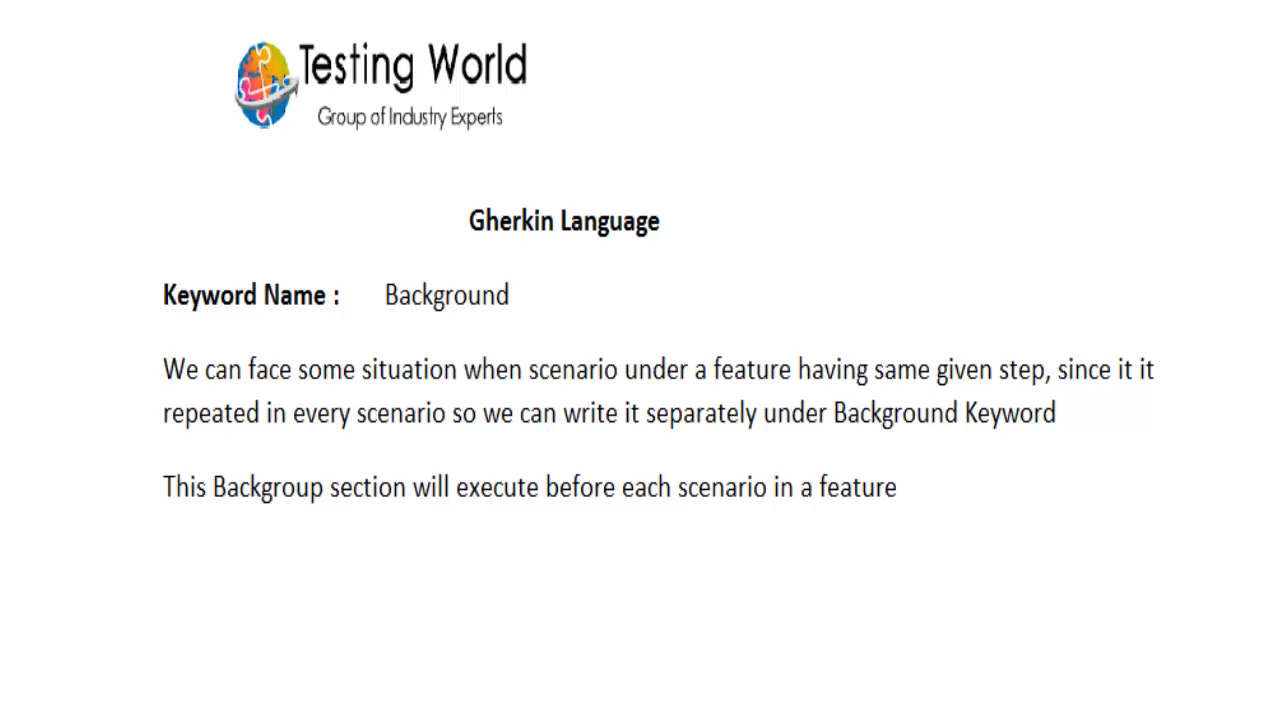 Testing World
Group of Industry Experts
Gherkin Language
Keyword Name : Background
We can face some situation when scenario under a feature having same given step, since it it
repeated in every scenario so we can write it separately under Background Keyword
This Backgroup section will execute before each scenario in a feature